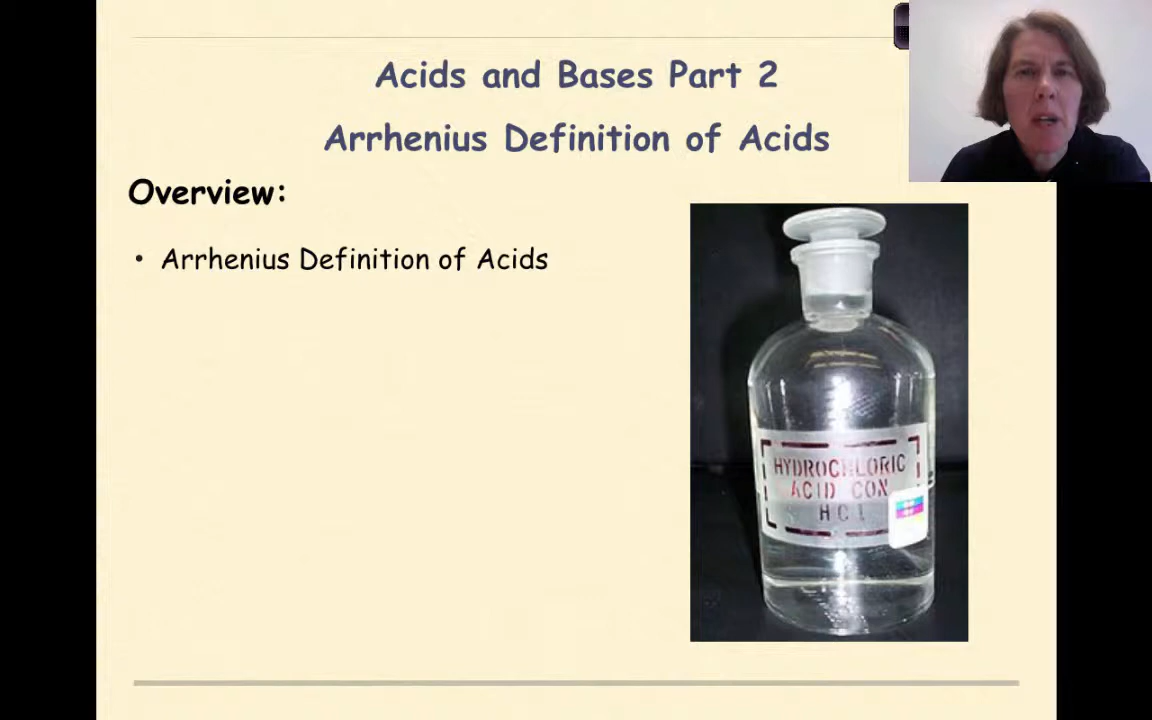 Acids and Bases Part 2
Arrhenius Definition of Acids
Overview:
• Arrhenius Definition of Acids
HYDROCHLORIC
ACID CON
HCl